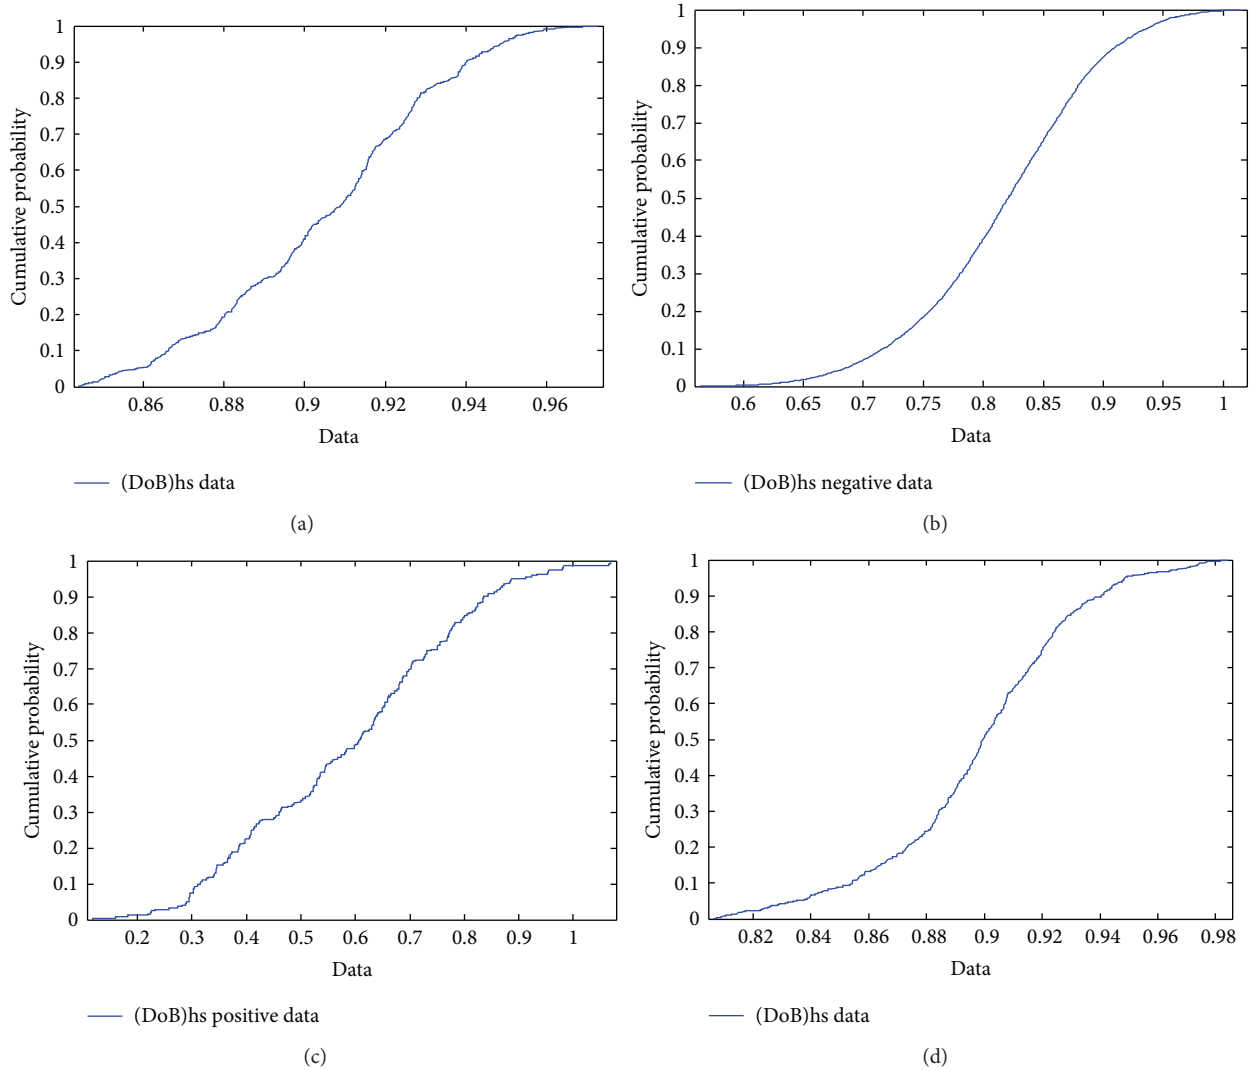 1
0.9
0.8
0.7
0.6
0.5
0.4
0.3
0.2
0.1
0
Cumulative probability
0.86 0.88 0.9 0.92 0.94 0.96
Data
(DoB)hs data
(a)
1
0.9
0.8
0.7
0.6
0.5
0.4
0.3
0.2
0.1
0
Cumulative probability
0.6 0.65 0.7 0.75 0.8 0.85 0.9 0.95 1
Data
(DoB)hs negative data
(b)
1
0.9
0.8
0.7
0.6
0.5
0.4
0.3
0.2
0.1
0
Cumulative probability
0.2 0.3 0.4 0.5 0.6 0.7 0.8 0.9 1
Data
(DoB)hs positive data
(c)
1
0.9
0.8
0.7
0.6
0.5
0.4
0.3
0.2
0.1
0
Cumulative probability
0.82 0.84 0.86 0.88 0.9 0.92 0.94 0.96 0.98
Data
(DoB)hs data
(d)